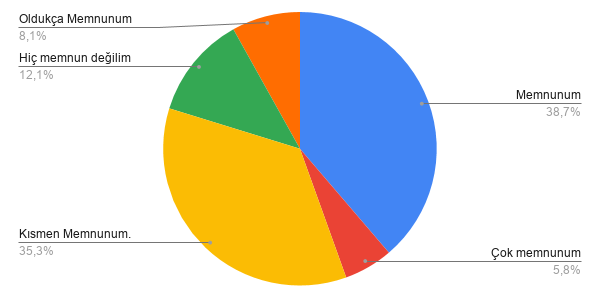 Oldukça Memnunum
8,1%
Hiç memnun değilim
12,1%
Memnunum
38,7%
Kısmen Memnunum.
35,3%
Çok memnunum
5,8%